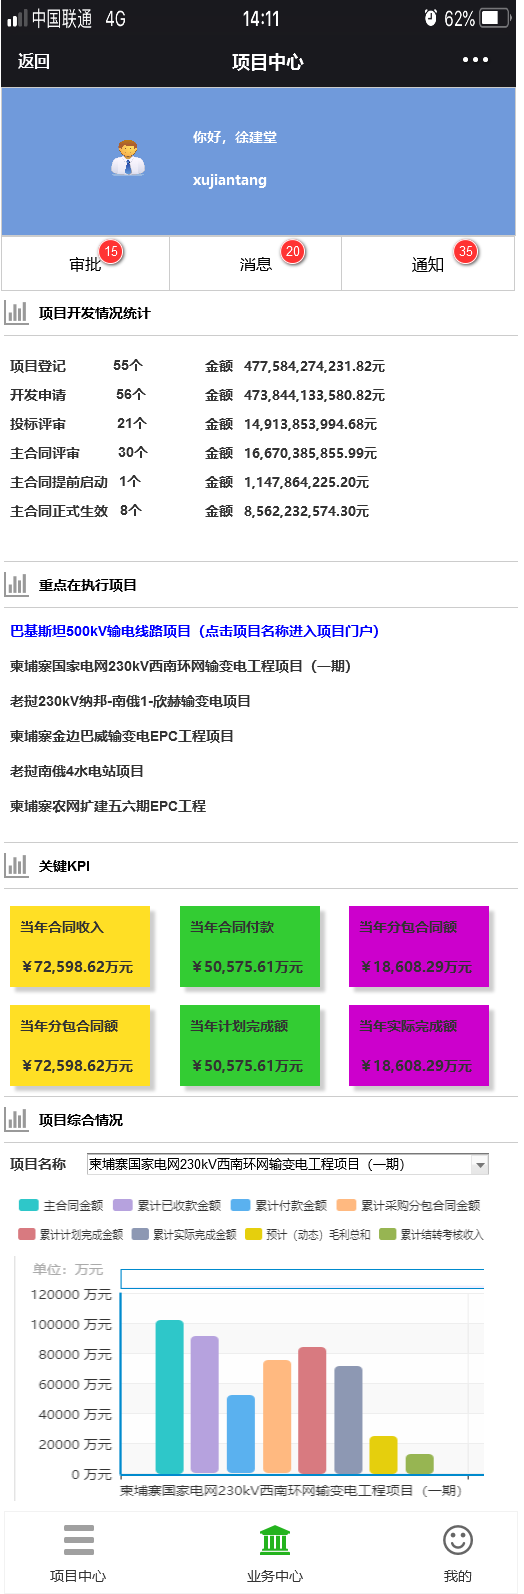 中国联通 4G 14:11 62%
返回 项目中心
你好，徐建堂
xujiantang
审批 15 消息 20 通知 35
项目开发情况统计
项目登记 55个 金额 477,584,274,231.82元
开发申请 56个 金额 473,844,133,580.82元
投标评审 21个 金额 14,913,853,994.68元
主合同评审 30个 金额 16,670,385,855.99元
主合同提前启动 1个 金额 1,147,864,225.20元
主合同正式生效 8个 金额 8,562,232,574.30元
重点在执行项目
巴基斯坦500kV输电线路项目（点击项目名称进入项目门户）
柬埔寨国家电网230kV西南环网输变电工程项目（一期）
老挝230kV纳邦-南俄1-欣赫输变电项目
柬埔寨金边巴威输变电EPC工程项目
老挝南俄4水电站项目
柬埔寨农网扩建五六期EPC工程
关键KPI
当年合同收入 当年合同付款 当年分包合同额
￥72,598.62万元 ￥50,575.61万元 ￥18,608.29万元
当年分包合同额 当年计划完成额 当年实际完成额
￥72,598.62万元 ￥50,575.61万元 ￥18,608.29万元
项目综合情况
项目名称 柬埔寨国家电网230kV西南环网输变电工程项目（一期）
主合同金额 累计已收款金额 累计付款金额 累计采购分包合同金额
累计计划完成金额 累计实际完成金额 预计（动态）毛利总和 累计结转考核收入
单位：万元
120000 万元
100000 万元
80000 万元
60000 万元
40000 万元
20000 万元
0 万元
柬埔寨国家电网230kV西南环网输变电工程项目（一期）
项目中心 业务中心 我的